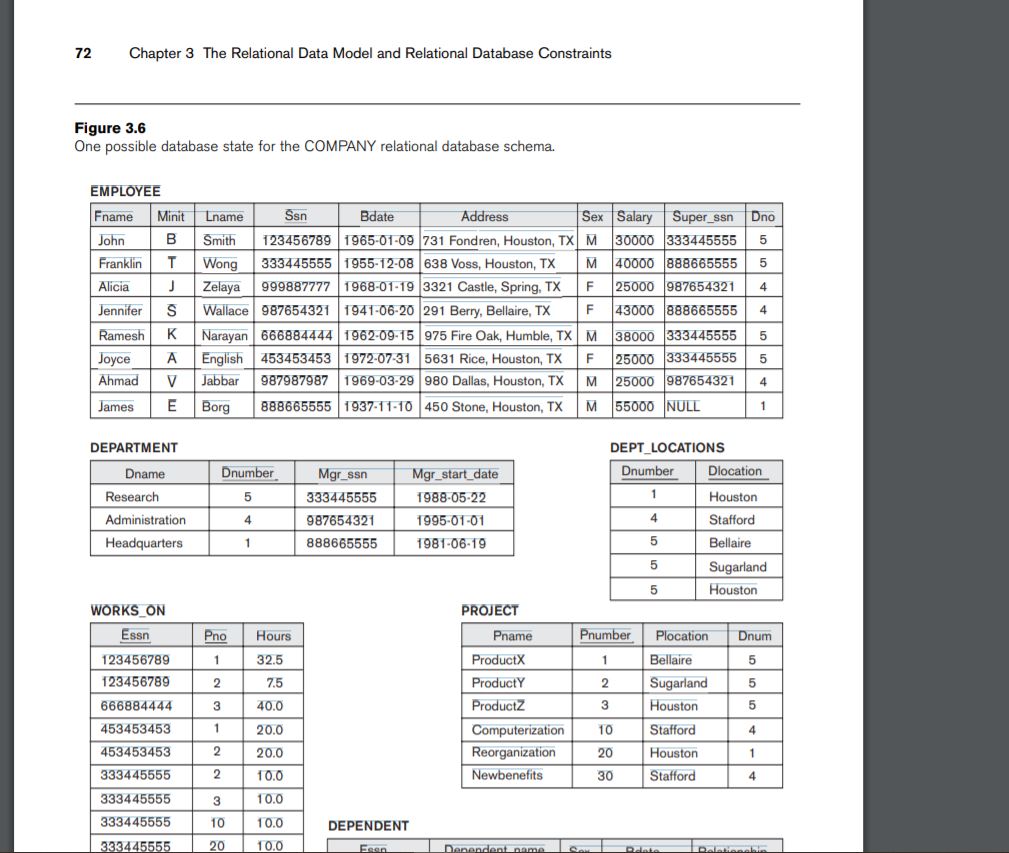 72 Chapter 3 The Relational Data Model and Relational Database Constraints
Figure 3.6
One possible database state for the COMPANY relational database schema.
EMPLOYEE
Fname Minit Lname Ssn Bdate Address Sex Salary Super_ssn Dno
John B Smith 123456789 1965-01-09 731 Fondren, Houston, TX M 30000 333445555 5
Franklin T Wong 333445555 1955-12-08 638 Voss, Houston, TX M 40000 888665555 5
Alicia J Zelaya 999887777 1968-01-19 3321 Castle, Spring, TX F 25000 987654321 4
Jennifer S Wallace 987654321 1941-06-20 291 Berry, Bellaire, TX F 43000 888665555 4
Ramesh K Narayan 666884444 1962-09-15 975 Fire Oak, Humble, TX M 38000 333445555 5
Joyce A English 453453453 1972-07-31 5631 Rice, Houston, TX F 25000 333445555 5
Ahmad V Jabbar 987987987 1969-03-29 980 Dallas, Houston, TX M 25000 987654321 4
James E Borg 888665555 1937-11-10 450 Stone, Houston, TX M 55000 NULL 1
DEPARTMENT
Dname Dnumber Mgr_ssn Mgr_start_date
Research 5 333445555 1988-05-22
Administration 4 987654321 1995-01-01
Headquarters 1 888665555 1981-06-19
DEPT_LOCATIONS
Dnumber Dlocation
1 Houston
4 Stafford
5 Bellaire
5 Sugarland
5 Houston
WORKS_ON
Essn Pno Hours
123456789 1 32.5
123456789 2 7.5
666884444 3 40.0
453453453 1 20.0
453453453 2 20.0
333445555 2 10.0
333445555 3 10.0
333445555 10 10.0
333445555 20 10.0
PROJECT
Pname Pnumber Plocation Dnum
ProductX 1 Bellaire 5
ProductY 2 Sugarland 5
ProductZ 3 Houston 5
Computerization 10 Stafford 4
Reorganization 20 Houston 1
Newbenefits 30 Stafford 4
DEPENDENT
Essn Dependent_name Sex Bdate Relationship